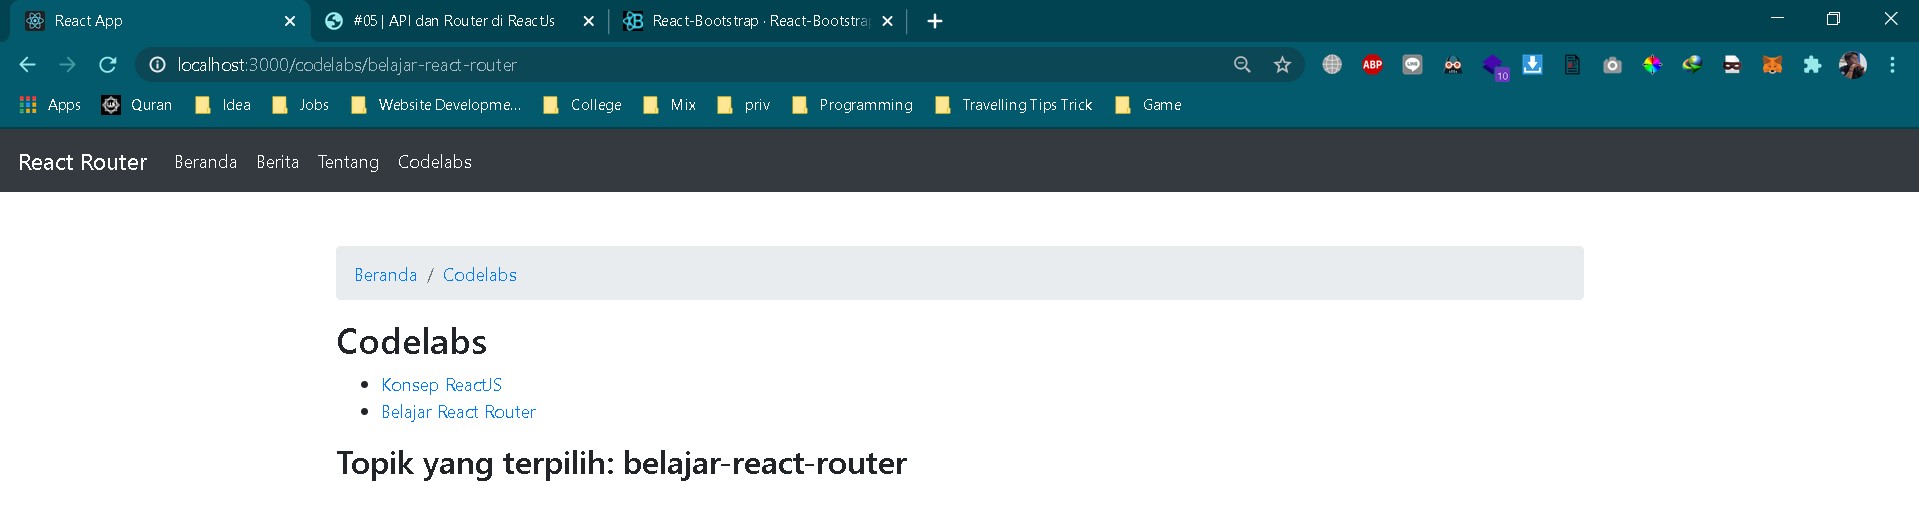 React App
#05 | API dan Router di ReactJs
React-Bootstrap · React-Bootstrap
localhost:3000/codelabs/belajar-react-router
ABP
LINE
10
Apps
Quran
Idea
Jobs
Website Developme...
College
Mix
priv
Programming
Travelling Tips Trick
Game
React Router Beranda Berita Tentang Codelabs
Beranda / Codelabs
Codelabs
• Konsep ReactJS
• Belajar React Router
Topik yang terpilih: belajar-react-router